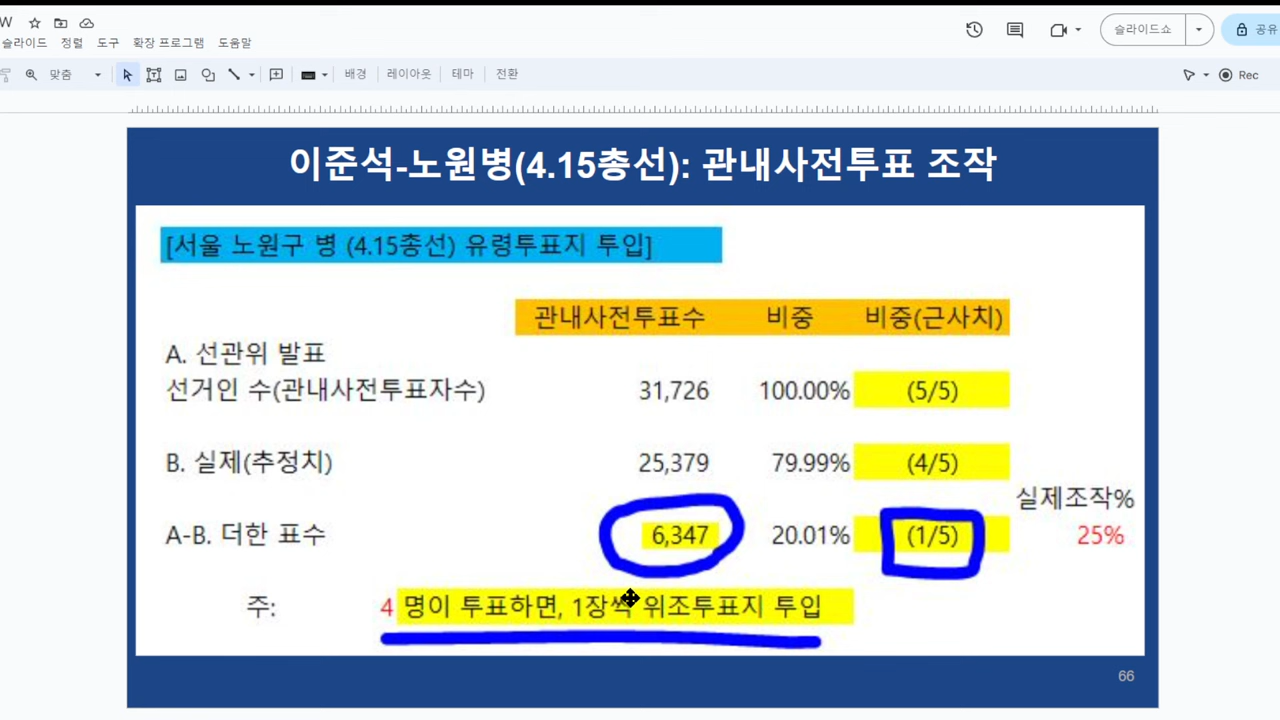 W
슬라이드 정렬 도구 확장 프로그램 도움말
슬라이드쇼
공유
맞춤
배경
레이아웃
테마
전환
Rec
이준석-노원병(4.15총선): 관내사전투표 조작
[서울 노원구 병 (4.15총선) 유령투표지 투입]
관내사전투표수 비중 비중(근사치)
A. 선관위 발표
선거인 수(관내사전투표자수) 31,726 100.00% (5/5)
B. 실제(추정치) 25,379 79.99% (4/5)
실제조작%
A-B. 더한 표수 6,347 20.01% (1/5) 25%
주: 4 명이 투표하면, 1장씩 위조투표지 투입
66